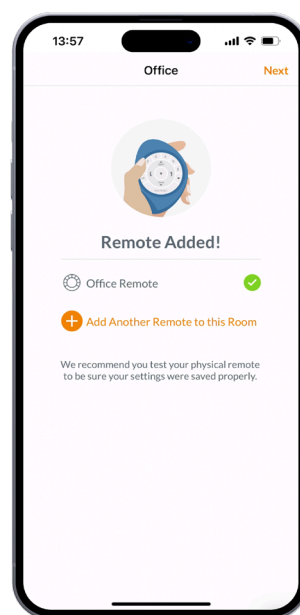 13:57
Office
Next
Remote Added!
Office Remote
Add Another Remote to this Room
We recommend you test your physical remote
to be sure your settings were saved properly.